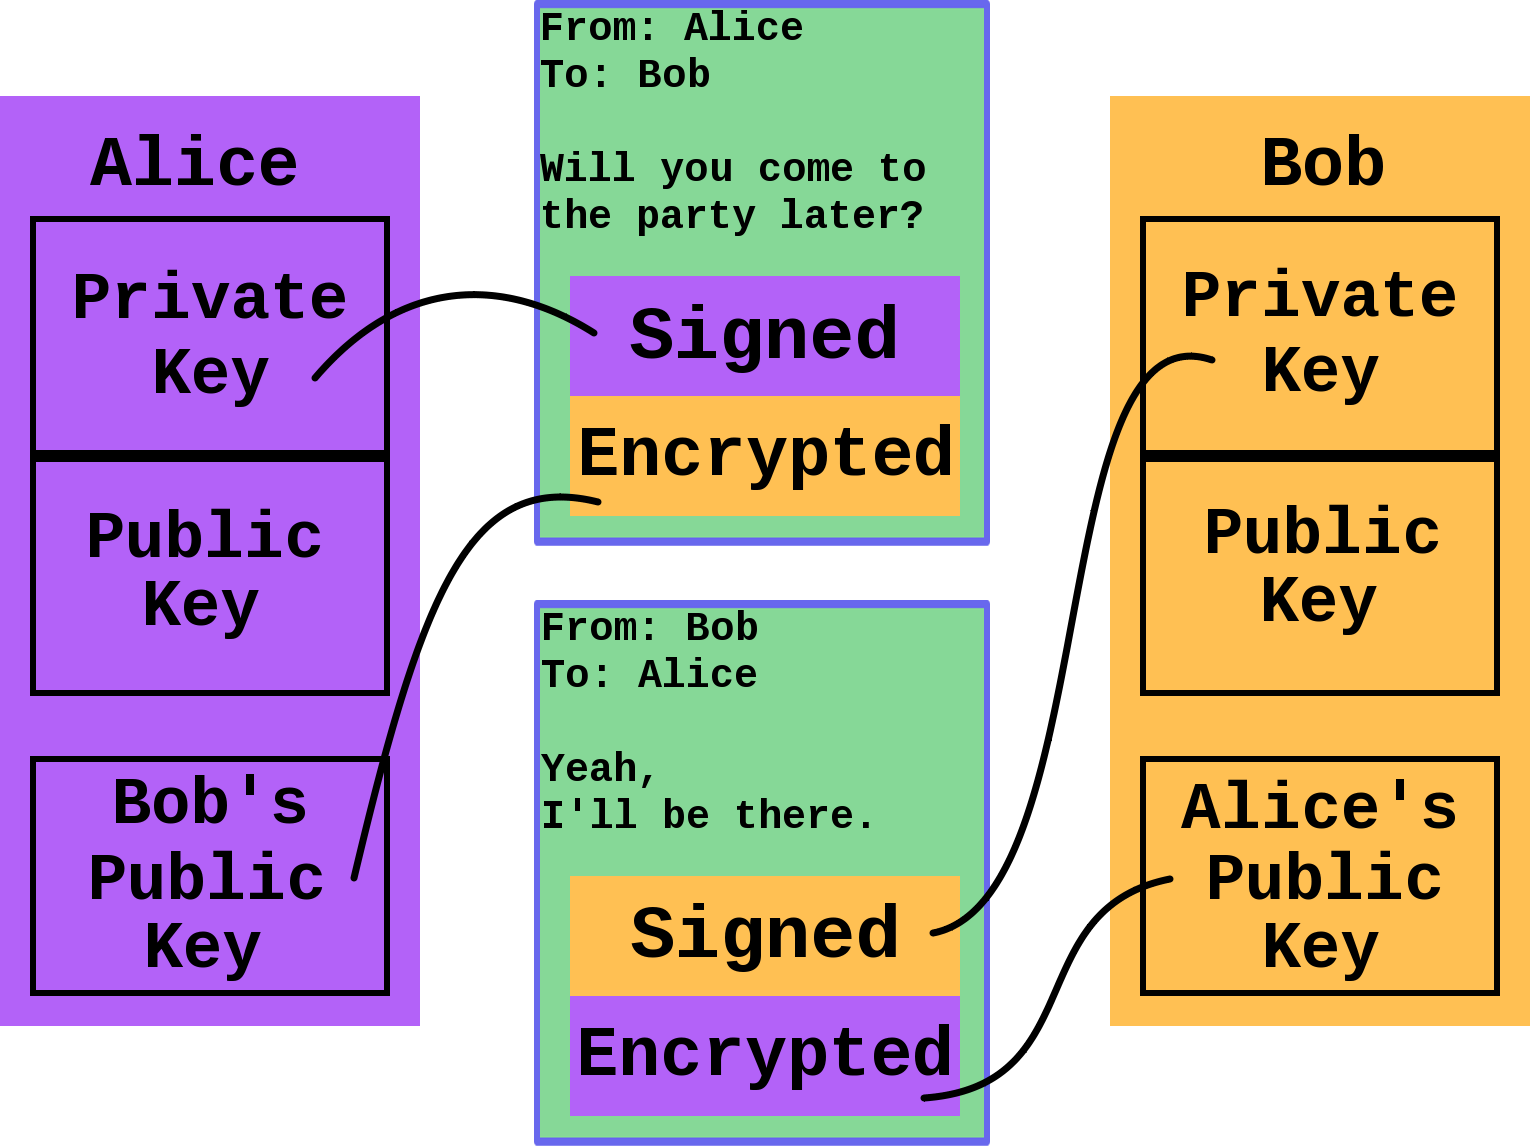 Alice
Private
Key
Public
Key
Bob's
Public
Key
From: Alice
To: Bob
Will you come to
the party later?
Signed
Encrypted
From: Bob
To: Alice
Yeah,
I'll be there.
Signed
Encrypted
Bob
Private
Key
Public
Key
Alice's
Public
Key